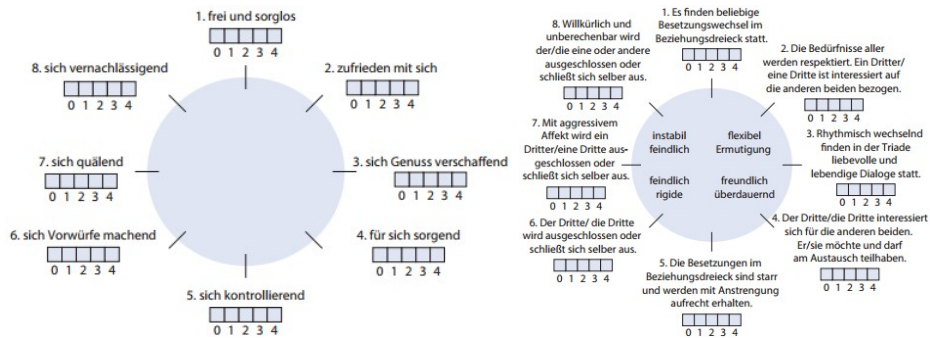 1. frei und sorglos
0 1 2 3 4
2. zufrieden mit sich
0 1 2 3 4
3. sich Genuss verschaffend
0 1 2 3 4
4. für sich sorgend
0 1 2 3 4
5. sich kontrollierend
0 1 2 3 4
6. sich Vorwürfe machend
0 1 2 3 4
7. sich quälend
0 1 2 3 4
8. sich vernachlässigend
0 1 2 3 4
1. Es finden beliebige
Besetzungswechsel im
Beziehungsdreieck statt.
0 1 2 3 4
2. Die Bedürfnisse aller
werden respektiert. Ein Dritter/
eine Dritte ist interessiert auf
die anderen beiden bezogen.
0 1 2 3 4
3. Rhythmisch wechselnd
finden in der Triade
liebevolle und
lebendige Dialoge statt.
0 1 2 3 4
4. Der Dritte/die Dritte interessiert
sich für die anderen beiden.
Er/sie möchte und darf
am Austausch teilhaben.
0 1 2 3 4
5. Die Besetzungen im
Beziehungsdreieck sind starr
und werden mit Anstrengung
aufrecht erhalten.
0 1 2 3 4
6. Der Dritte/ die Dritte
wird ausgeschlossen oder
schließt sich selber aus.
0 1 2 3 4
7. Mit aggressivem
Affekt wird ein
Dritter/eine Dritte aus-
geschlossen oder
schließt sich selber aus.
0 1 2 3 4
8. Willkürlich und
unberechenbar wird
der/die eine oder andere
ausgeschlossen oder
schließt sich selber aus.
0 1 2 3 4
instabil
feindlich
flexibel
Ermutigung
feindlich
rigide
freundlich
überdauernd